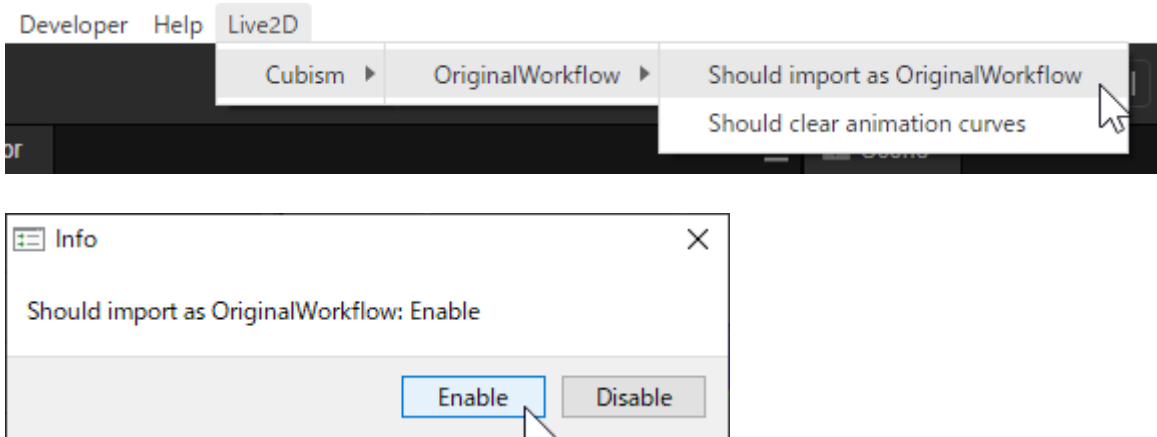 Developer Help Live2D
Cubism OriginalWorkflow Should import as OriginalWorkflow
Should clear animation curves
or
Info
Should import as OriginalWorkflow: Enable
Enable Disable